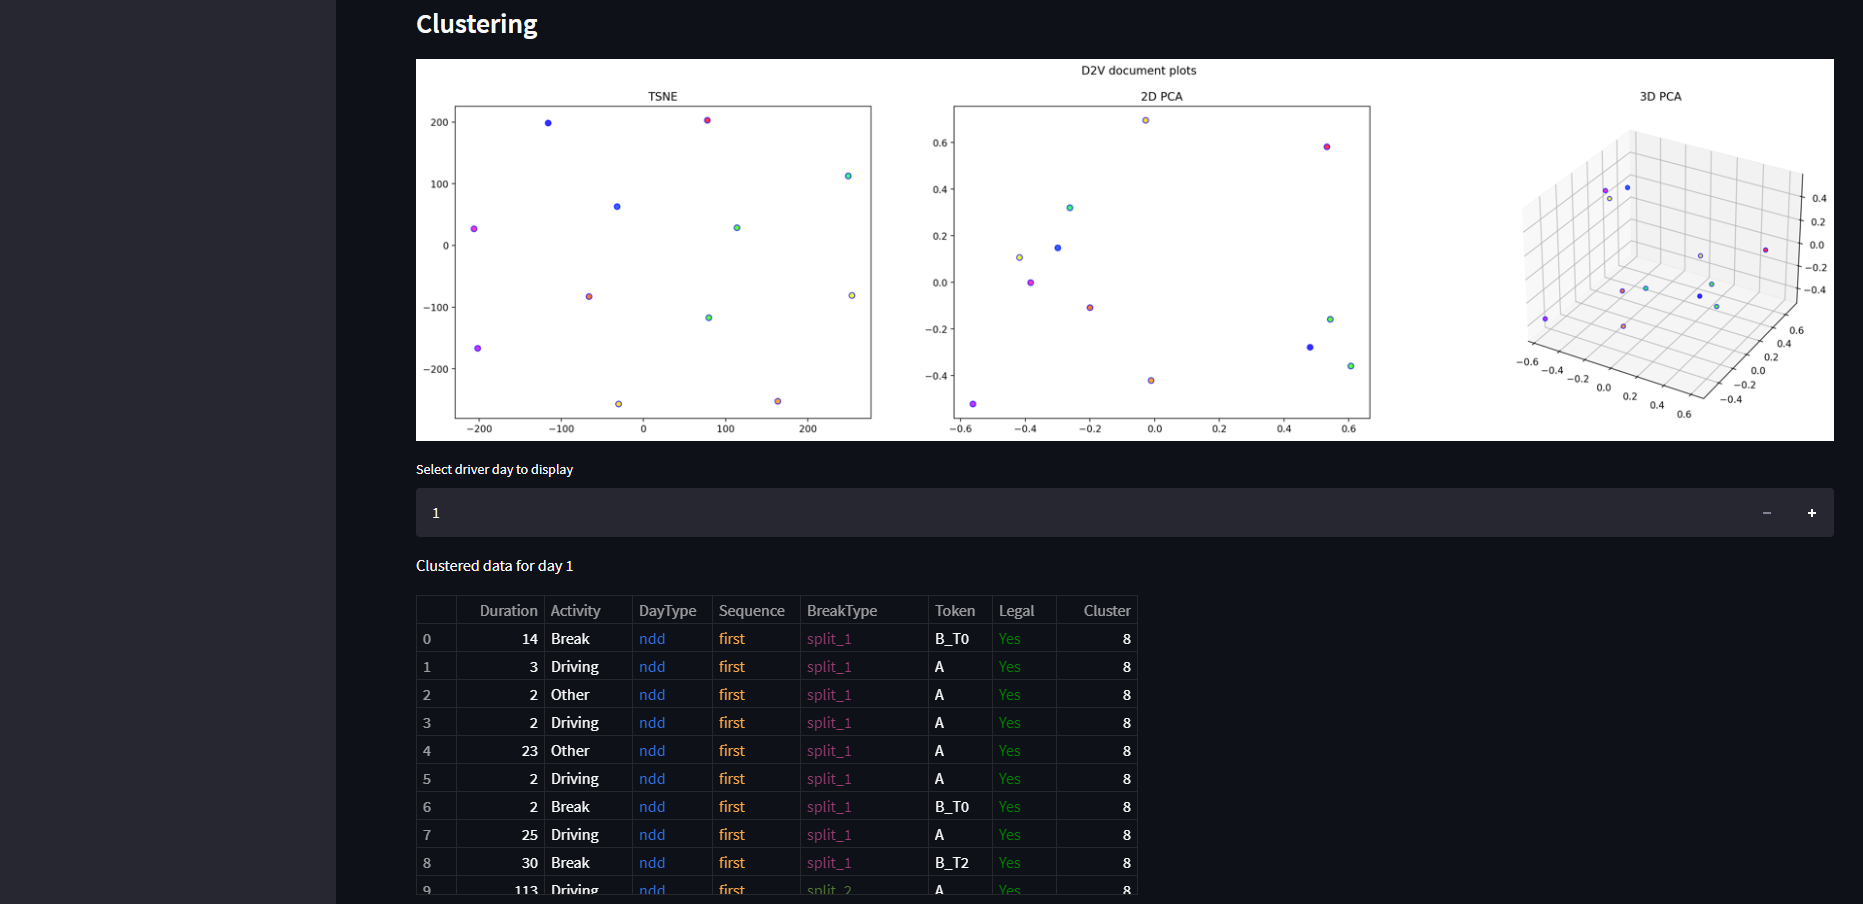 Clustering
D2V document plots
TSNE
2D PCA
3D PCA
200
100
0
−100
−200
−200
−100
0
100
200
0.6
0.4
0.2
0.0
−0.2
−0.4
−0.6
−0.4
−0.2
0.0
0.2
0.4
0.6
0.4
0.2
0.0
−0.2
−0.4
0.6
0.4
0.2
0.0
−0.2
−0.4
−0.6
−0.4
−0.2
0.0
0.2
0.4
0.6
Select driver day to display
1 − +
Clustered data for day 1
Duration Activity DayType Sequence BreakType Token Legal Cluster
0 14 Break ndd first split_1 B_T0 Yes 8
1 3 Driving ndd first split_1 A Yes 8
2 2 Other ndd first split_1 A Yes 8
3 2 Driving ndd first split_1 A Yes 8
4 23 Other ndd first split_1 A Yes 8
5 2 Driving ndd first split_1 A Yes 8
6 2 Break ndd first split_1 B_T0 Yes 8
7 25 Driving ndd first split_1 A Yes 8
8 30 Break ndd first split_1 B_T2 Yes 8
9 113 Driving ndd first split_2 A Yes 8